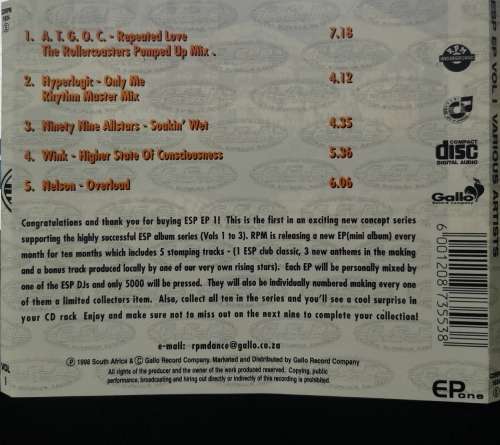 1. A. T. G. O. C. - Repeated Love 7.18
The Rollercoasters Pumped Up Mix .
2. Hyperlogic - Only Me 4.12
Rhythm Master Mix
3. Ninety Nine Allstars - Soakin' Wet 4.35
4. Wink - Higher State Of Consciousness 5.36
5. Nelson - Overload 6.06
RPM
COMPACT
disc
DIGITAL AUDIO
Gallo
Record Company
Congratulations and thank you for buying ESP EP 1! This is the first in an exciting new concept series
supporting the highly successful ESP album series (Vols 1 to 3). RPM is releasing a new EP(mini album) every
month for ten months which includes 5 stomping tracks - (1 ESP club classic, 3 new anthems in the making
and a bonus track produced locally by one of our very own rising stars). Each EP will be personally mixed by
one of the ESP DJs and only 5000 will be pressed. They will also be individually numbered making every one
of them a limited collectors item. Also, collect all ten in the series and you'll see a cool surprise in
your CD rack Enjoy and make sure not to miss out on the next nine to complete your collection!
e-mail: rpmdance@gallo.co.za
Ⓟ 1998 South Africa & © Gallo Record Company. Marketed and Distributed by Gallo Record Company
All rights of the producer and the owner of the work produced reserved. Copying, public
performance, broadcasting and hiring out directly or indirectly of this recording is prohibited.
6001208735538
EP one
VOL
1
VARIOUS ARTISTS